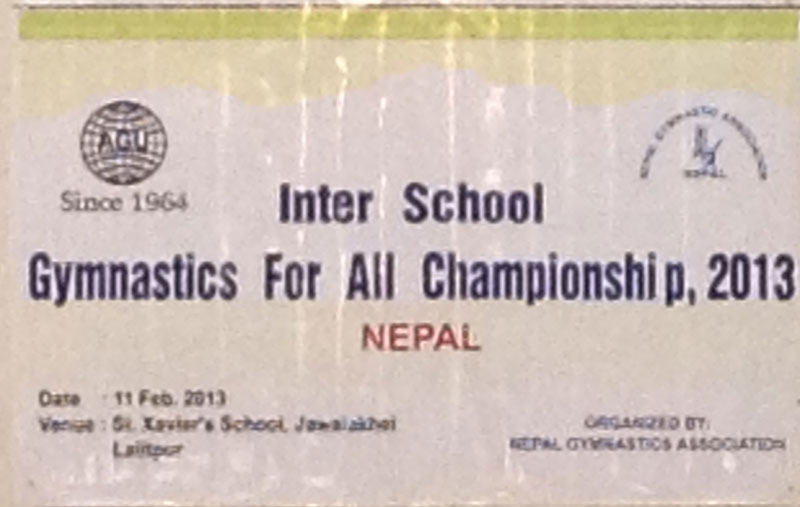 AGU
Since 1964
NEPAL GYMNASTIC ASSOCIATION
NEPAL
Inter School
Gymnastics For All Championship, 2013
NEPAL
Date : 11 Feb. 2013
Venue : St. Xavier's School, Jawalakhel
Lalitpur
ORGANIZED BY:
NEPAL GYMNASTICS ASSOCIATION